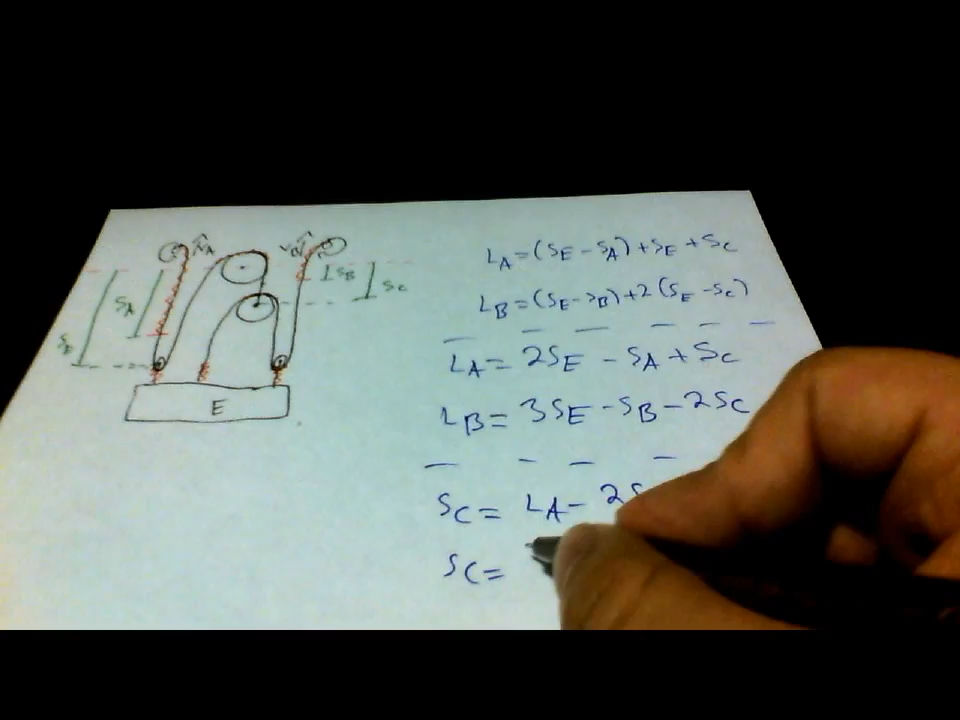 L_A = (S_E - S_A) + S_E + S_C
L_B = (S_E - S_B) + 2(S_E - S_C)
L_A = 2S_E - S_A + S_C
L_B = 3S_E - S_B - 2S_C
S_C = L_A - 2S
S_C =
V_A
S_B
S_C
S_A
S_E
E